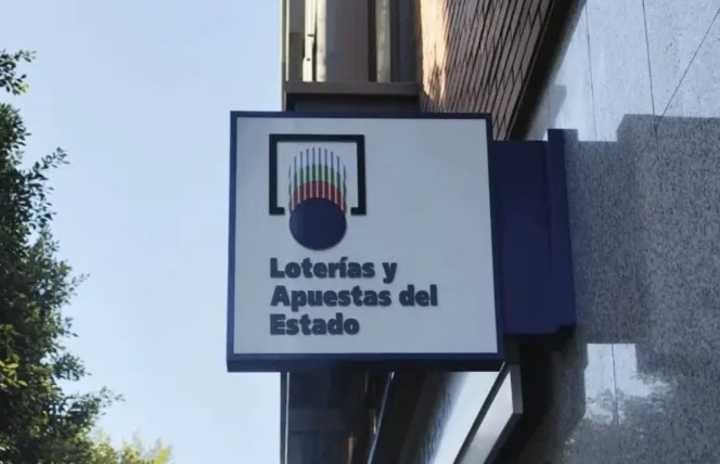 Loterías y
Apuestas del
Estado